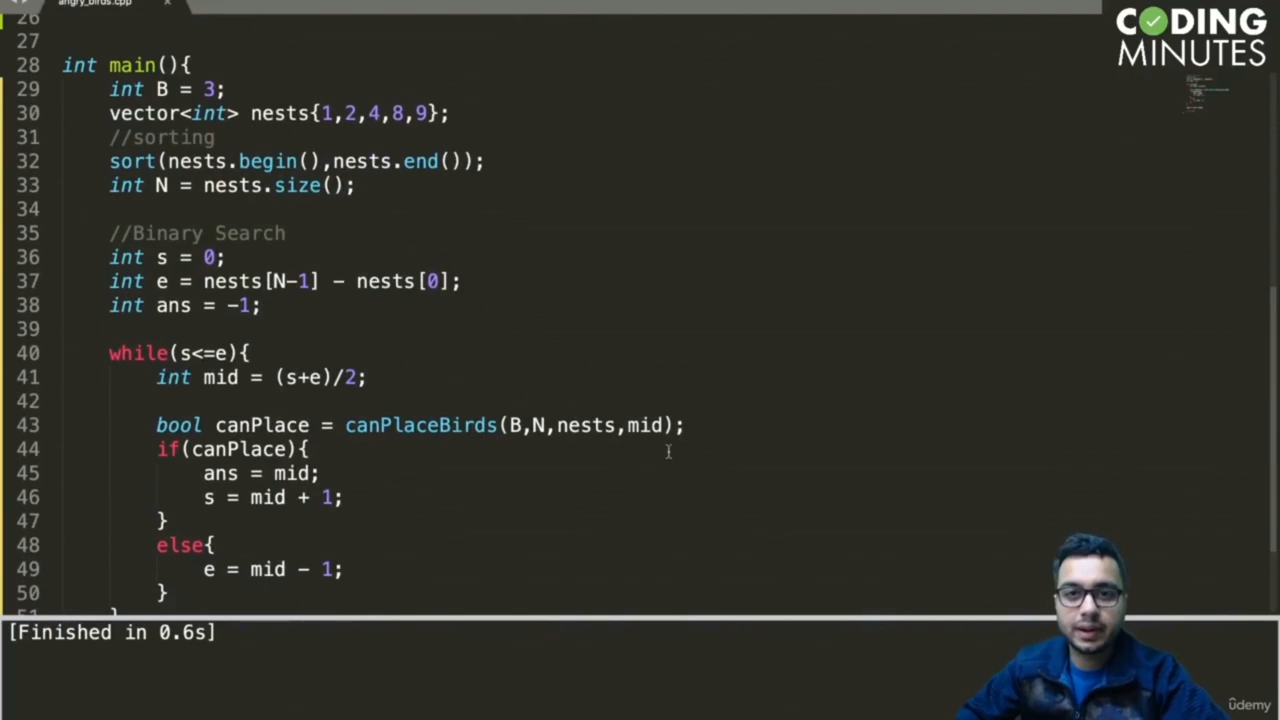 angry_birds.cpp ×
CODING
MINUTES
26
27
28 int main(){
29 int B = 3;
30 vector<int> nests{1,2,4,8,9};
31 //sorting
32 sort(nests.begin(),nests.end());
33 int N = nests.size();
34
35 //Binary Search
36 int s = 0;
37 int e = nests[N-1] - nests[0];
38 int ans = -1;
39
40 while(s<=e){
41 int mid = (s+e)/2;
42
43 bool canPlace = canPlaceBirds(B,N,nests,mid);
44 if(canPlace){
45 ans = mid;
46 s = mid + 1;
47 }
48 else{
49 e = mid - 1;
50 }
51 }
[Finished in 0.6s]
ûdemy